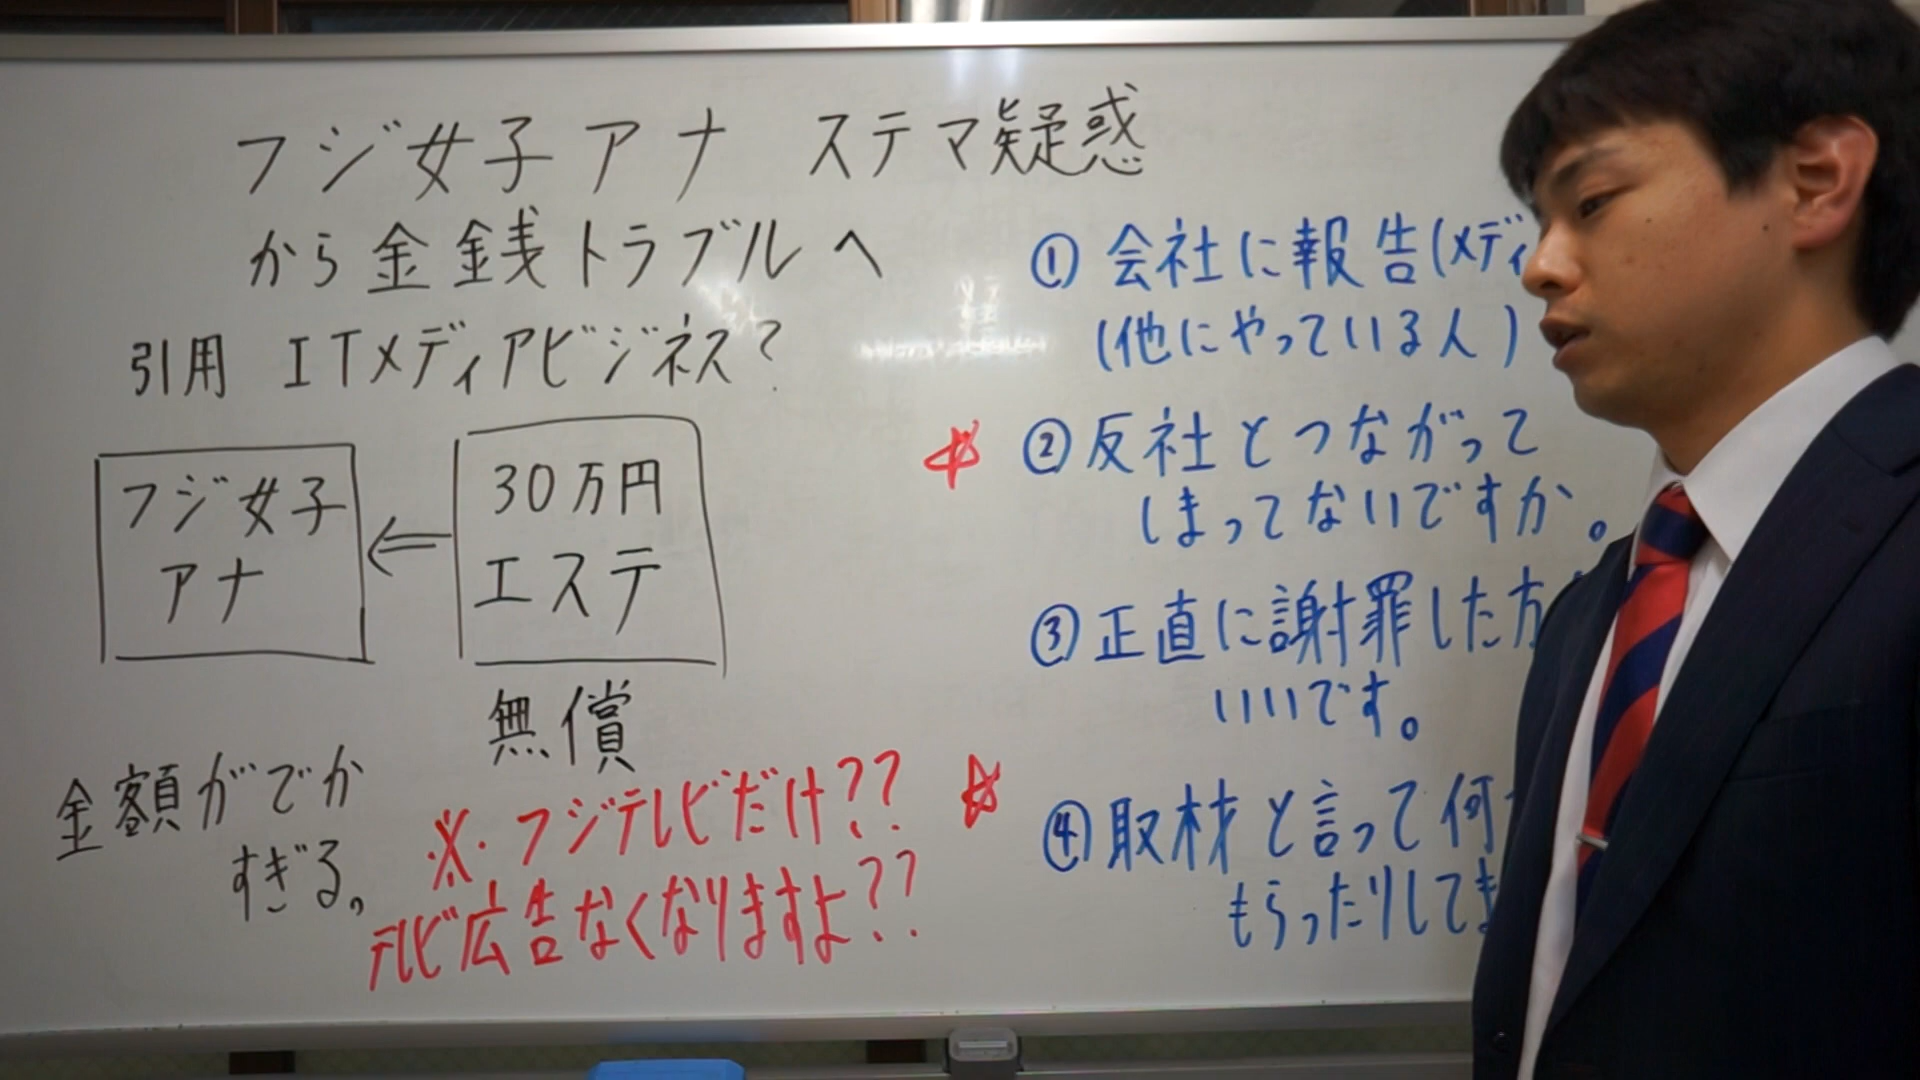 フジ女子アナ ステマ疑惑
から金銭トラブルへ
引用 ITメディアビジネス?
フジ女子
アナ
30万円
エステ
無償
金額がでか
すぎる。
※・フジテレビだけ??
テレビ広告なくなりますよ??
① 会社に報告(メディ
(他にやっている人)
☆ ② 反社とつながって
しまってないですか。
③ 正直に謝罪した方
いいです。
☆ ④ 取材と言って何
もらったりしてま